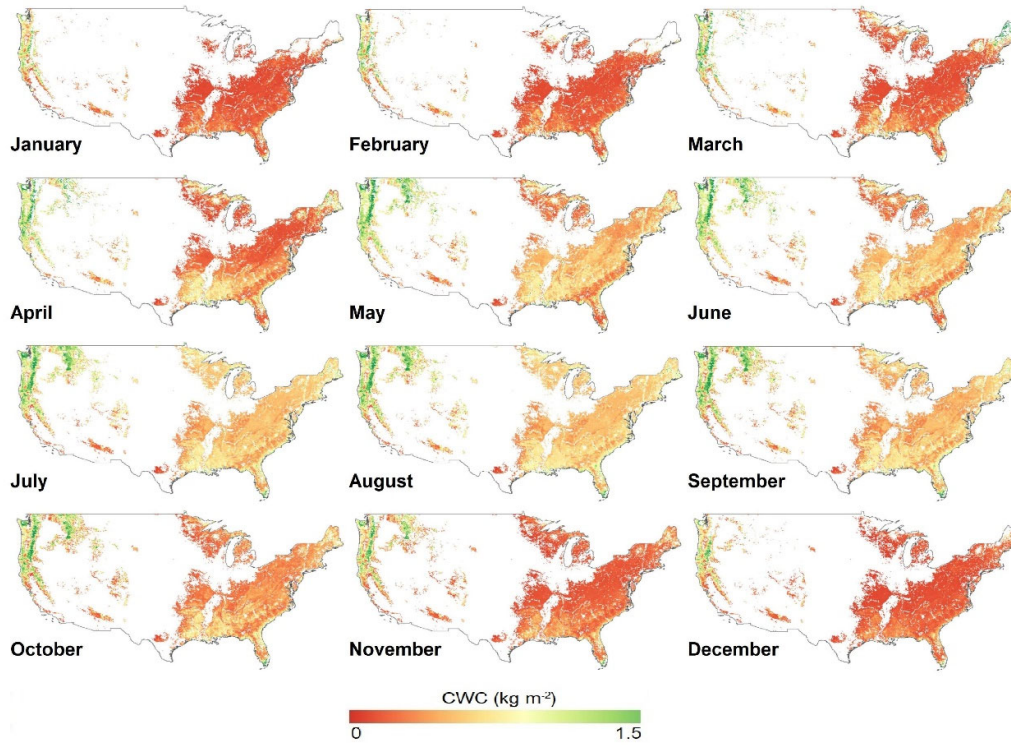 January
February
March
April
May
June
July
August
September
October
November
December
CWC (kg m⁻²)
0
1.5